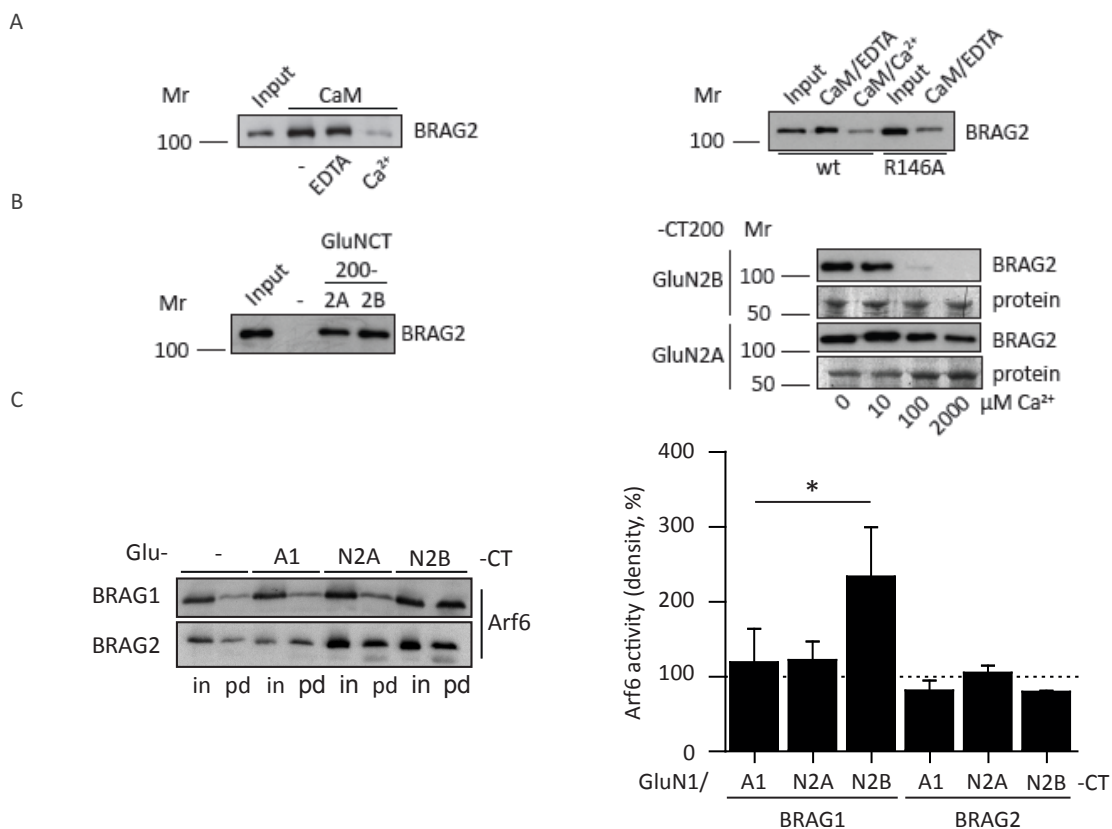 A
Mr
Input
CaM
100
BRAG2
-
EDTA
Ca²⁺
Mr
Input
CaM/EDTA
CaM/Ca²⁺
Input
CaM/EDTA
100
BRAG2
wt
R146A
B
GluNCT
200-
Mr
Input
-
2A
2B
100
BRAG2
-CT200
Mr
GluN2B
100
BRAG2
50
protein
GluN2A
100
BRAG2
50
protein
0
10
100
2000
µM Ca²⁺
C
Glu-
-
A1
N2A
N2B
-CT
BRAG1
BRAG2
Arf6
in pd in pd in pd in pd
Arf6 activity (density, %)
400
300
200
100
0
*
GluN1/ A1 N2A N2B A1 N2A N2B -CT
BRAG1 BRAG2